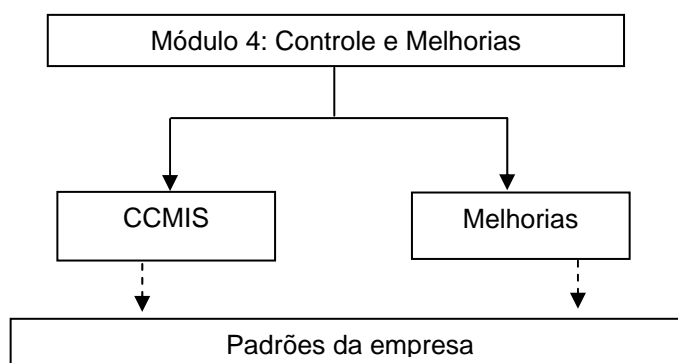 Módulo 4: Controle e Melhorias
CCMIS
Melhorias
Padrões da empresa